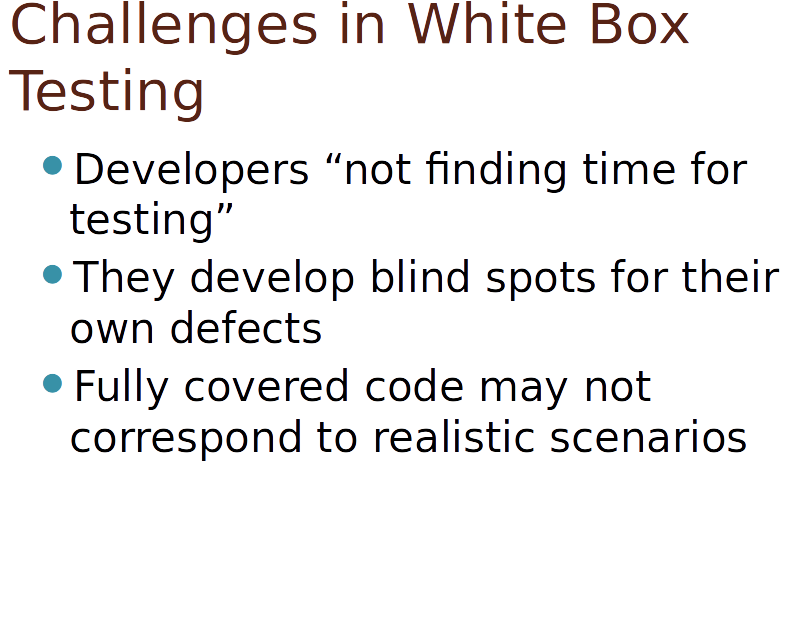 Challenges in White Box
Testing
Developers “not finding time for
testing”
They develop blind spots for their
own defects
Fully covered code may not
correspond to realistic scenarios